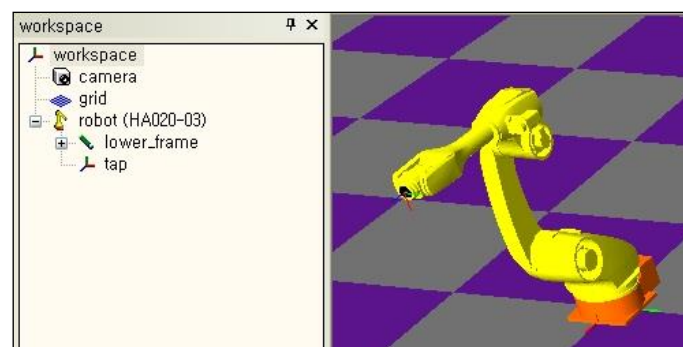 workspace
workspace
camera
grid
robot (HA020-03)
lower_frame
tap